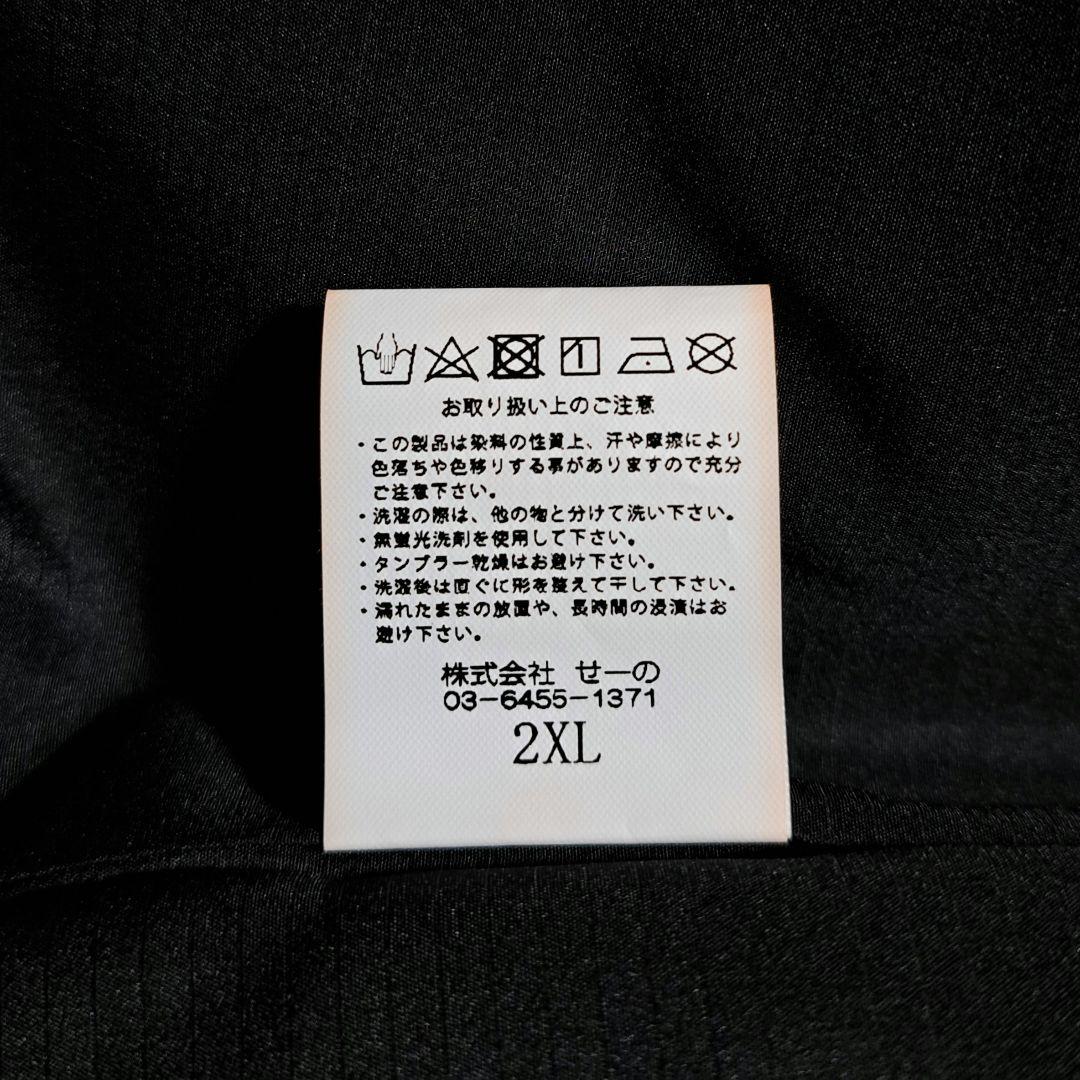 お取り扱い上のご注意
・この製品は染料の性質上、汗や摩擦により
色落ちや色移りする事がありますので充分
ご注意下さい。
・洗濯の際は、他の物と分けて洗い下さい。
・無蛍光洗剤を使用して下さい。
・タンブラー乾燥はお避け下さい。
・洗濯後は直ぐに形を整えて干して下さい。
・濡れたままの放置や、長時間の浸漬はお
避け下さい。
株式会社 せーの
03-6455-1371
2XL